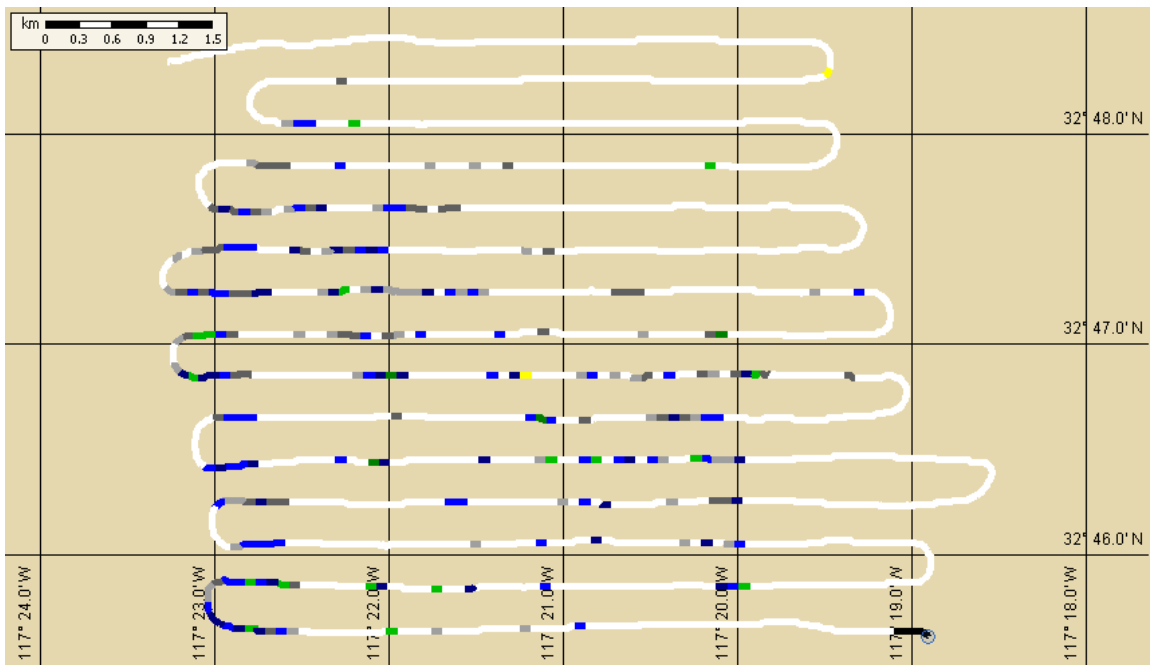 km
0 0.3 0.6 0.9 1.2 1.5
32° 48.0' N
32° 47.0' N
32° 46.0' N
117° 24.0' W
117° 23.0' W
117° 22.0' W
117° 21.0' W
117° 20.0' W
117° 19.0' W
117° 18.0' W